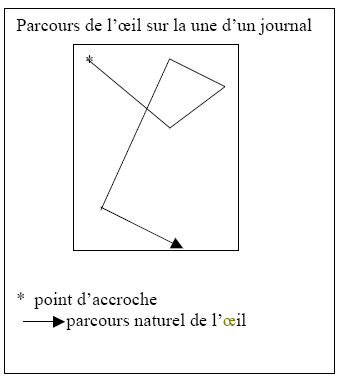 Parcours de l’œil sur la une d’un journal
*
* point d’accroche
parcours naturel de l’œil